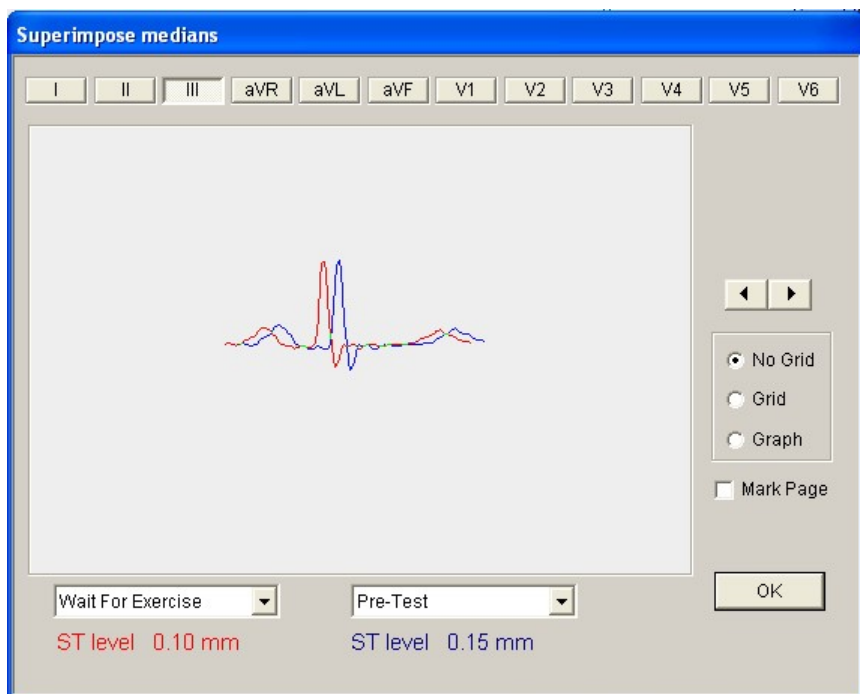 Superimpose medians
I II III aVR aVL aVF V1 V2 V3 V4 V5 V6
No Grid
Grid
Graph
Mark Page
Wait For Exercise Pre-Test OK
ST level 0.10 mm ST level 0.15 mm